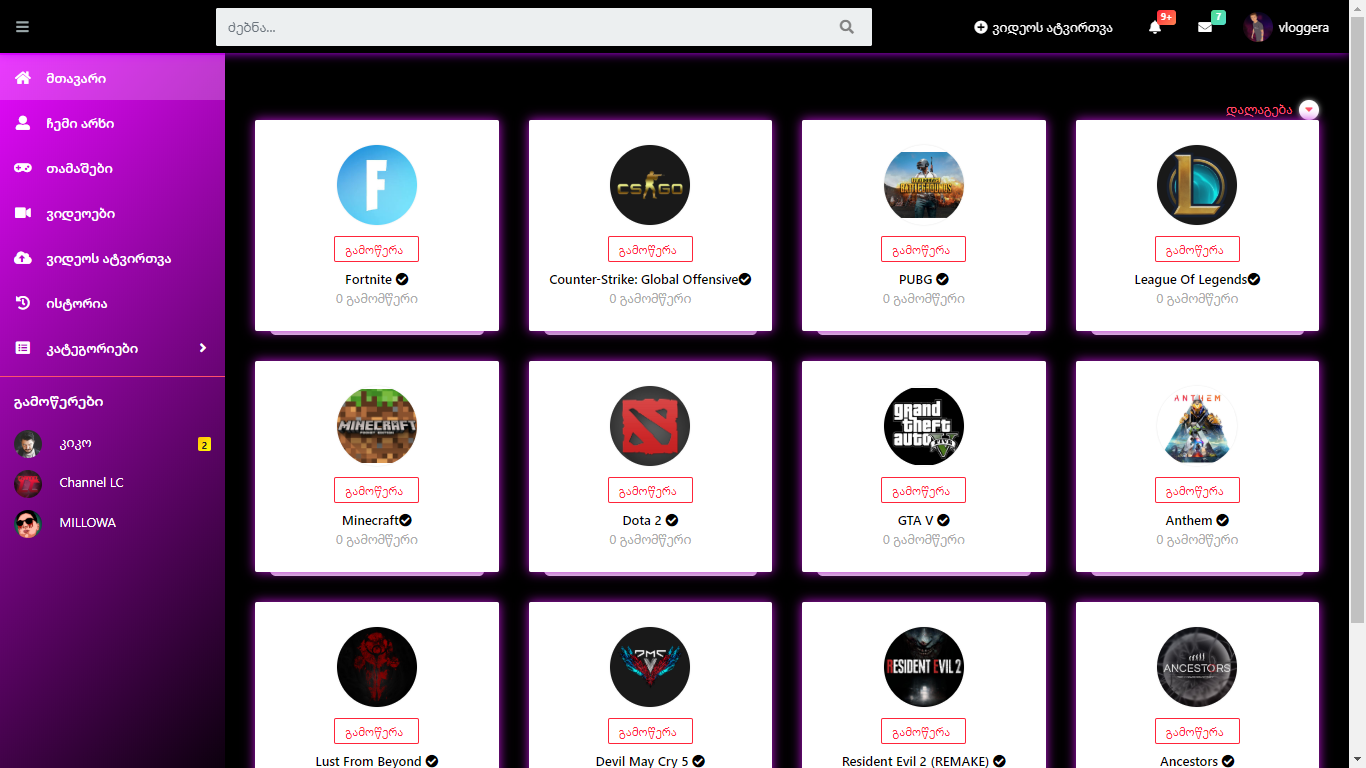 ძებნა...
ვიდეოს ატვირთვა
9+
7
vloggera
მთავარი
ჩემი არხი
თამაშები
ვიდეოები
ვიდეოს ატვირთვა
ისტორია
კატეგორიები
გამოწერები
კიკო
2
Channel LC
MILLOWA
დალაგება
F
CS GO
BATTLEGROUNDS
L
გამოწერა
გამოწერა
გამოწერა
გამოწერა
Fortnite
Counter-Strike: Global Offensive
PUBG
League Of Legends
0 გამომწერი
0 გამომწერი
0 გამომწერი
0 გამომწერი
MINECRAFT
grand theft auto V
ANTHEM
გამოწერა
გამოწერა
გამოწერა
გამოწერა
Minecraft
Dota 2
GTA V
Anthem
0 გამომწერი
0 გამომწერი
0 გამომწერი
0 გამომწერი
DMC
RESIDENT EVIL 2
ANCESTORS
გამოწერა
გამოწერა
გამოწერა
გამოწერა
Lust From Beyond
Devil May Cry 5
Resident Evil 2 (REMAKE)
Ancestors